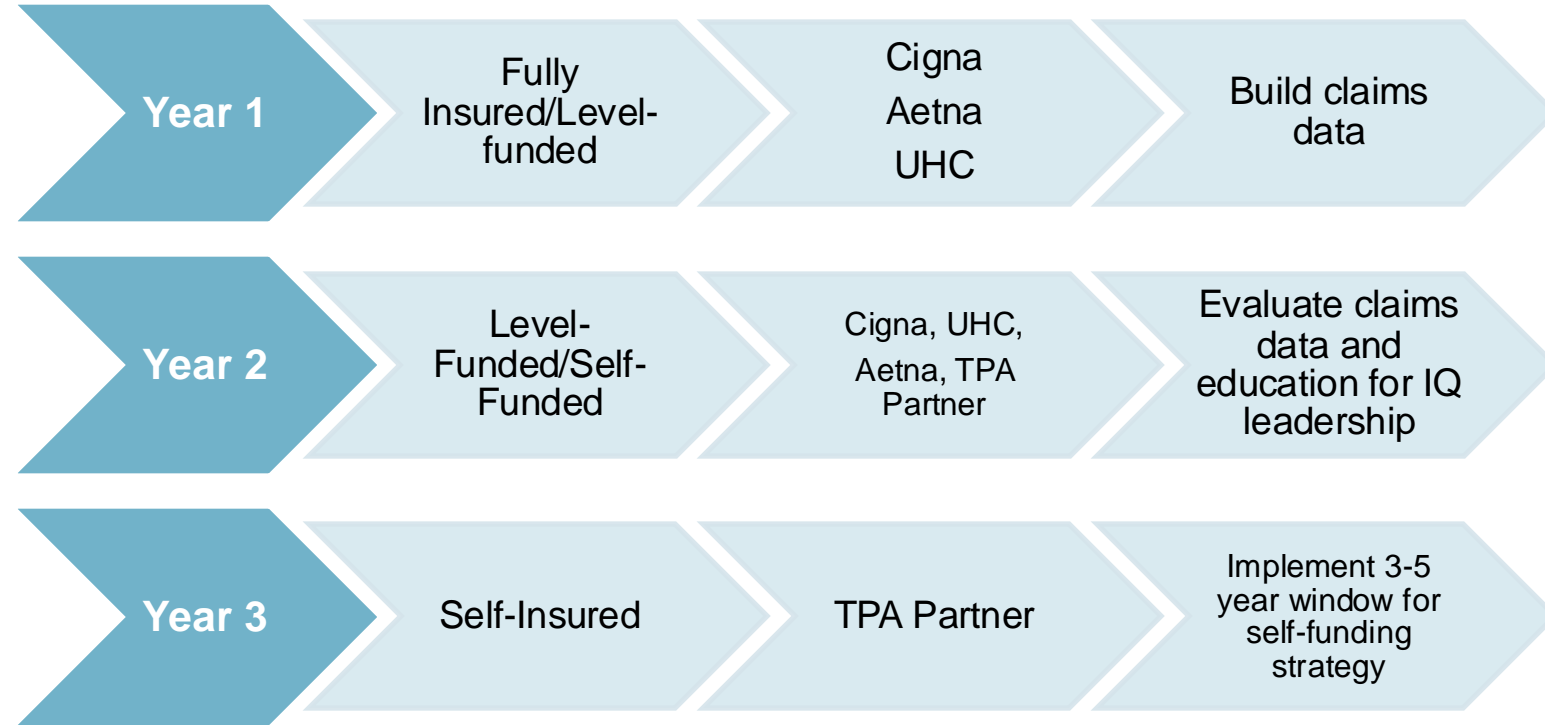 Year 1
Fully
Insured/Level-
funded
Cigna
Aetna
UHC
Build claims
data
Year 2
Level-
Funded/Self-
Funded
Cigna, UHC,
Aetna, TPA
Partner
Evaluate claims
data and
education for IQ
leadership
Year 3
Self-Insured
TPA Partner
Implement 3-5
year window for
self-funding
strategy